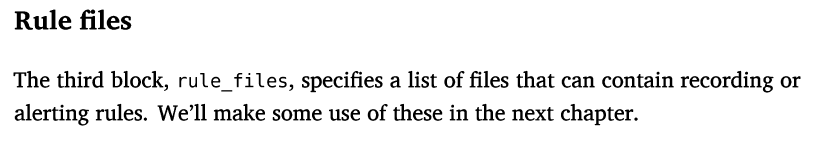 Rule files
The third block, rule_files, specifies a list of files that can contain recording or
alerting rules. We’ll make some use of these in the next chapter.